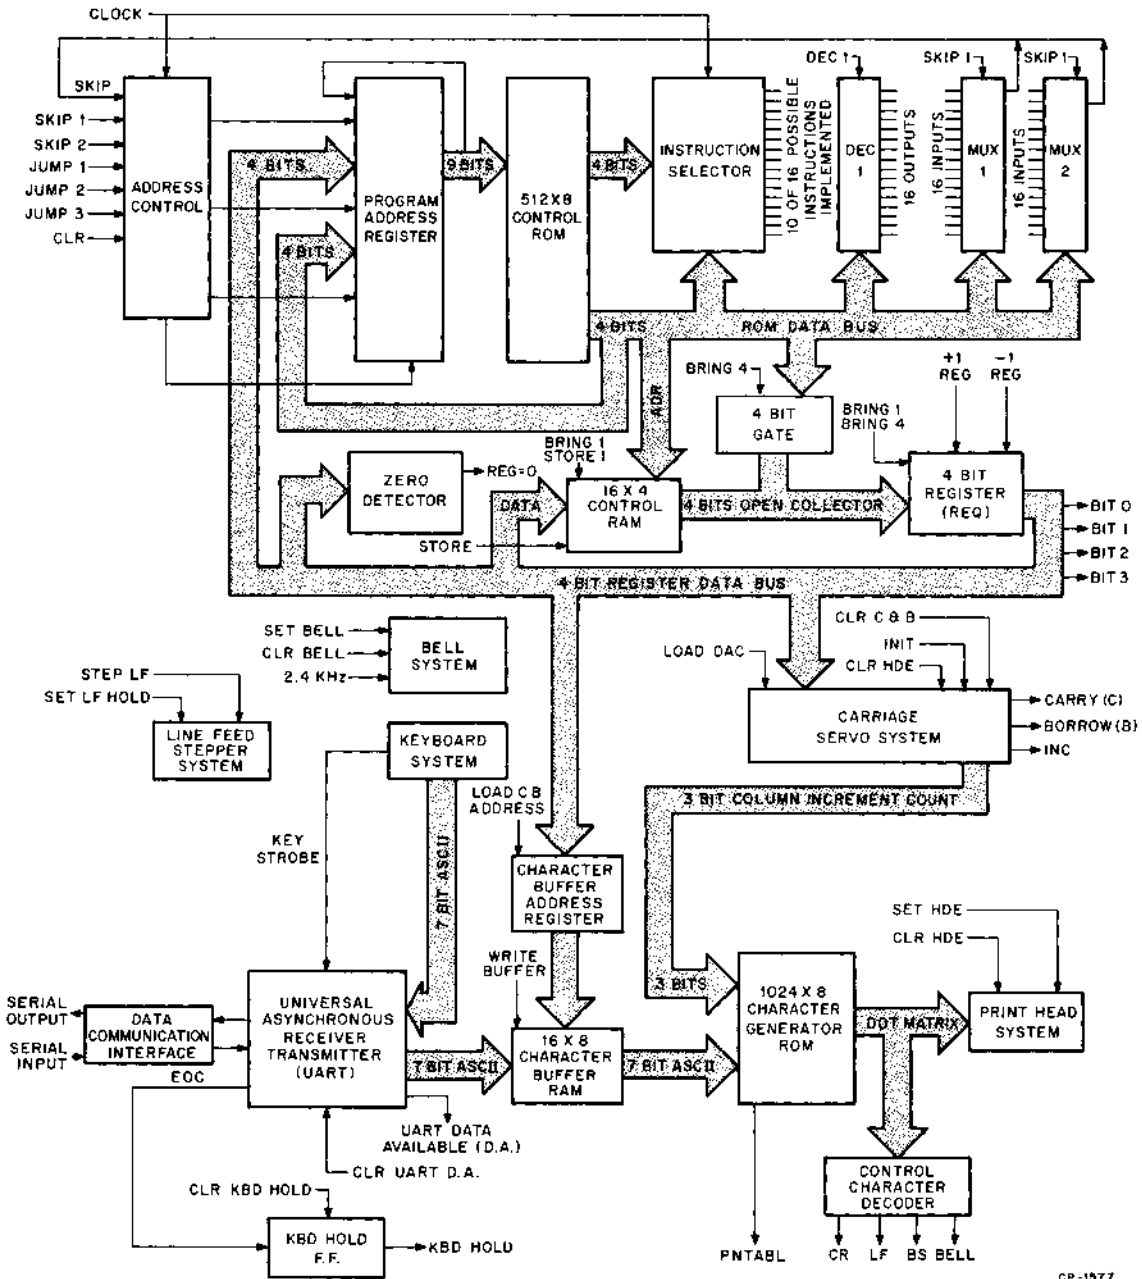 CLOCK
SKIP
SKIP 1
SKIP 2
JUMP 1
JUMP 2
JUMP 3
CLR
ADDRESS
CONTROL
4 BITS
4 BITS
PROGRAM
ADDRESS
REGISTER
9 BITS
512X8
CONTROL
ROM
4 BITS
INSTRUCTION
SELECTOR
10 OF 16 POSSIBLE
INSTRUCTIONS
IMPLEMENTED
DEC 1
DEC
1
16 OUTPUTS
SKIP 1
16 INPUTS
MUX
1
SKIP 1
16 INPUTS
MUX
2
4 BITS
ROM DATA BUS
ADR
BRING 4
4 BIT
GATE
+1
REG
-1
REG
BRING 1
BRING 4
4 BIT
REGISTER
(REQ)
BIT 0
BIT 1
BIT 2
BIT 3
ZERO
DETECTOR
REG=0
BRING 1
STORE 1
DATA
16 X 4
CONTROL
RAM
STORE
4 BITS OPEN COLLECTOR
4 BIT REGISTER DATA BUS
SET BELL
CLR BELL
2.4 KHz
BELL
SYSTEM
STEP LF
SET LF HOLD
LINE FEED
STEPPER
SYSTEM
KEYBOARD
SYSTEM
KEY
STROBE
7 BIT ASCII
LOAD CB
ADDRESS
CHARACTER
BUFFER
ADDRESS
REGISTER
LOAD DAC
CLR C & B
INIT
CLR HDE
CARRIAGE
SERVO SYSTEM
CARRY (C)
BORROW (B)
INC
3 BIT COLUMN INCREMENT COUNT
3 BITS
WRITE
BUFFER
SERIAL
OUTPUT
SERIAL
INPUT
DATA
COMMUNICATION
INTERFACE
EOC
UNIVERSAL
ASYNCHRONOUS
RECEIVER
TRANSMITTER
(UART)
7 BIT ASCII
16 X 8
CHARACTER
BUFFER
RAM
7 BIT ASCII
1024 X 8
CHARACTER
GENERATOR
ROM
DOT MATRIX
SET HDE
CLR HDE
PRINT HEAD
SYSTEM
UART DATA
AVAILABLE (D.A.)
CLR UART D.A.
CLR KBD HOLD
KBD HOLD
F.F.
KBD HOLD
CONTROL
CHARACTER
DECODER
PNTABL
CR
LF
BS
BELL
CP-1577